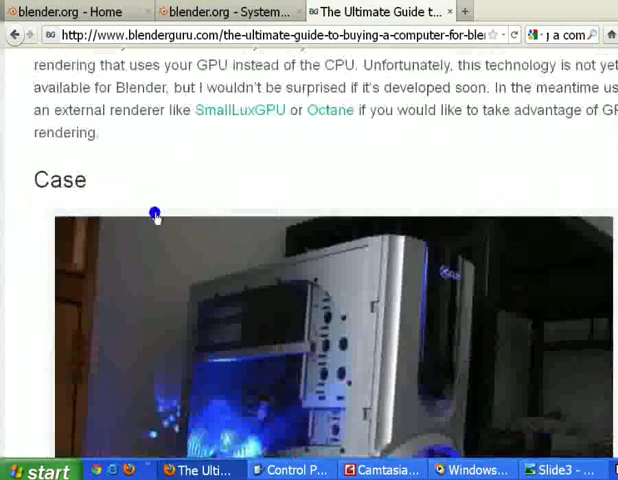 blender.org - Home
blender.org - System...
The Ultimate Guide t...
http://www.blenderguru.com/the-ultimate-guide-to-buying-a-computer-for-ble
g a com
rendering that uses your GPU instead of the CPU. Unfortunately, this technology is not yet
available for Blender, but I wouldn't be surprised if it's developed soon. In the meantime us
an external renderer like SmallLuxGPU or Octane if you would like to take advantage of GP
rendering.
Case
start
The Ulti...
Control P...
Camtasia...
Windows...
Slide3 - ...